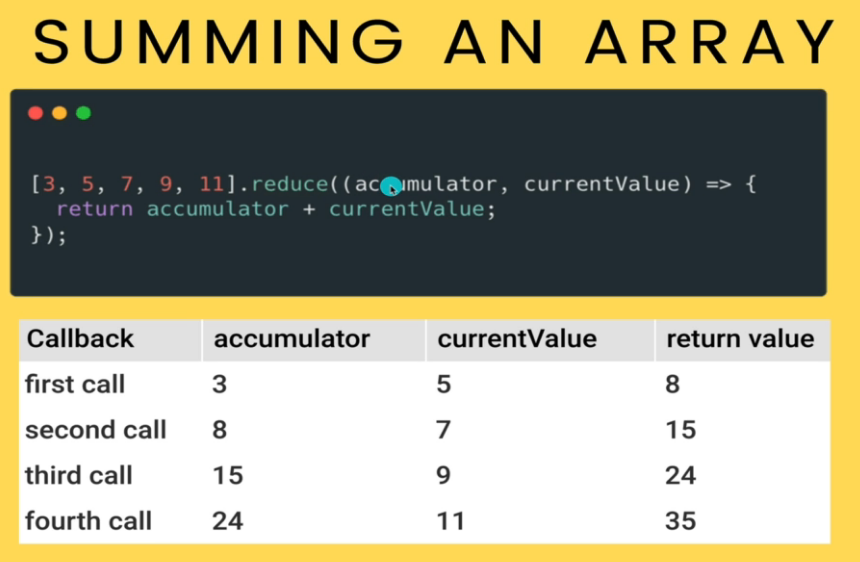 SUMMING AN ARRAY
[3, 5, 7, 9, 11].reduce((accumulator, currentValue) => {
return accumulator + currentValue;
});
Callback accumulator currentValue return value
first call 3 5 8
second call 8 7 15
third call 15 9 24
fourth call 24 11 35